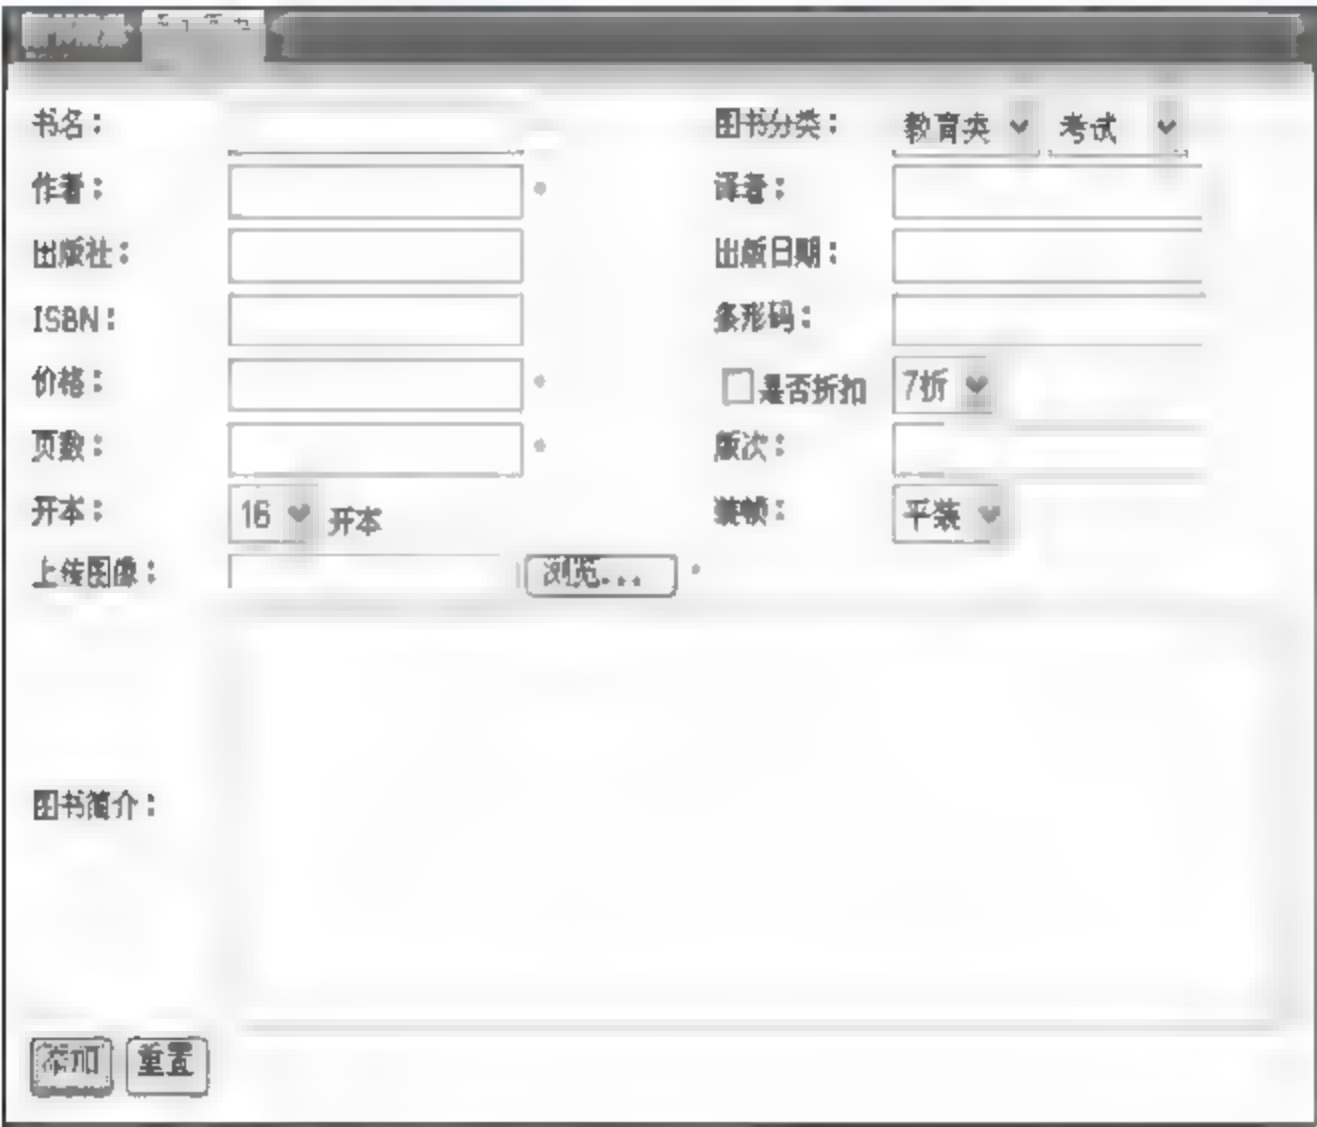 书名： 图书分类： 教育类 考试
作者： 译者：
出版社： 出版日期：
ISBN： 条形码：
价格： 是否折扣 7折
页数： 版次：
开本： 16 开本 装帧： 平装
上传图像： 浏览...
图书简介：
添加 重置